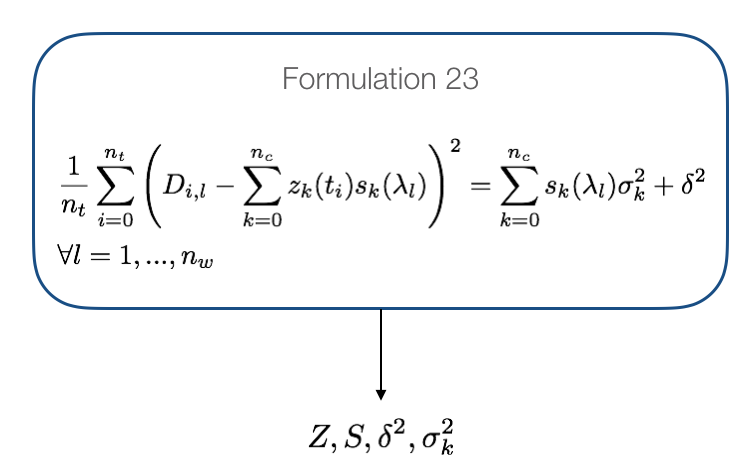 Formulation 23
\frac{1}{n_t} \sum_{i=0}^{n_t} \left( D_{i,l} - \sum_{k=0}^{n_c} z_k(t_i) s_k(\lambda_l) \right)^2 = \sum_{k=0}^{n_c} s_k(\lambda_l) \sigma_k^2 + \delta^2
∀l = 1, ..., n_w
Z, S, \delta^2, \sigma_k^2